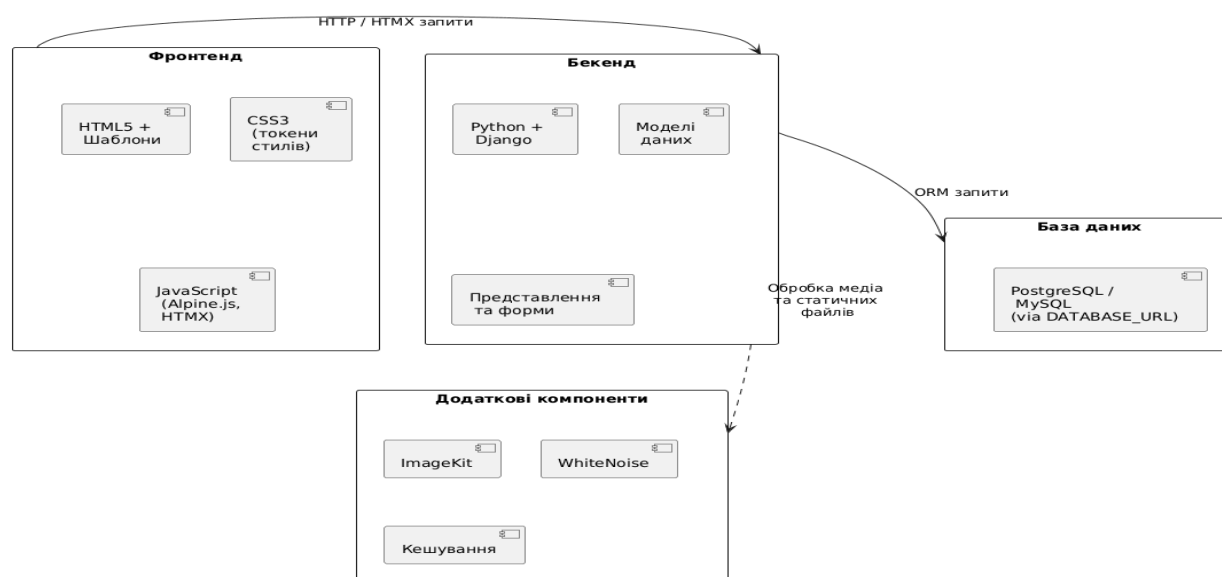 HTTP / HTMX запити
Фронтенд
HTML5 +
Шаблони
CSS3
(токени
стилів)
JavaScript
(Alpine.js,
HTMX)
Бекенд
Python +
Django
Моделі
даних
Представлення
та форми
ORM запити
База даних
PostgreSQL /
MySQL
(via DATABASE_URL)
Обробка медіа
та статичних
файлів
Додаткові компоненти
ImageKit
WhiteNoise
Кешування